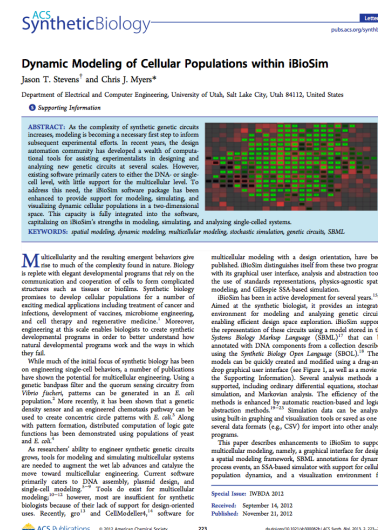 ACS
SyntheticBiology
Letter
pubs.acs.org/synthb
Dynamic Modeling of Cellular Populations within iBioSim
Jason T. Stevens† and Chris J. Myers*
Department of Electrical and Computer Engineering, University of Utah, Salt Lake City, Utah 84112, United States
Supporting Information
ABSTRACT: As the complexity of synthetic genetic circuits
increases, modeling is becoming a necessary first step to inform
subsequent experimental efforts. In recent years, the design
automation community has developed a wealth of computa-
tional tools for assisting experimentalists in designing and
analyzing new genetic circuits at several scales. However,
existing software primarily caters to either the DNA- or single-
cell level, with little support for the multicellular level. To
address this need, the iBioSim software package has been
enhanced to provide support for modeling, simulating, and
visualizing dynamic cellular populations in a two-dimensional
space. This capacity is fully integrated into the software,
capitalizing on iBioSim's strengths in modeling, simulating, and analyzing single-celled systems.
KEYWORDS: spatial modeling, dynamic modeling, multicellular modeling, stochastic simulation, genetic circuits, SBML
Multicellularity and the resulting emergent behaviors give
rise to much of the complexity found in nature. Biology
is replete with elegant developmental programs that rely on the
communication and cooperation of cells to form complicated
structures such as tissues or biofilms. Synthetic biology
promises to develop cellular populations for a number of
exciting medical applications including treatment of cancer and
infections, development of vaccines, microbiome engineering,
and cell therapy and regenerative medicine. Moreover,
engineering at this scale enables biologists to create synthetic
developmental programs in order to better understand how
natural developmental programs work and the ways in which
they fail.
While much of the initial focus of synthetic biology has been
on engineering single-cell behaviors, a number of publications
have shown the potential for multicellular engineering. Using a
genetic bandpass filter and the quorum sensing circuitry from
Vibrio fischeri, patterns can be generated in an E. coli
population. More recently, it has been shown that a genetic
density sensor and an engineered chemotaxis pathway can be
used to create concentric circle patterns with E. coli. Along
with pattern formation, distributed computation of logic gate
functions has been demonstrated using populations of yeast
and E. coli.
As researchers' ability to engineer synthetic genetic circuits
grows, tools for modeling and simulating multicellular systems
are needed to augment the wet lab advances and catalyze the
move toward multicellular engineering. Current software
primarily caters to DNA assembly, plasmid design, and
single-cell modeling. Tools do exist for multicellular
modeling; however, most are insufficient for synthetic
biologists because of their lack of support for design-oriented
uses. Recently, gro and CellModeller, software for
multicellular modeling with a design orientation, have be
published. iBioSim distinguishes itself from these two progra
with its graphical user interface, analysis and abstraction too
the use of standards representation, physics-agnostic spat
modeling, and Gillespie SSA-based simulation.
iBioSim has been in active development for several years.
Aimed at the synthetic biologist, it provides an integrat
environment for modeling and analyzing genetic circui
enabling efficient design space exploration. iBioSim suppor
the representation of these circuits using a model stored in t
Systems Biology Markup Language (SBML) that can
annotated with DNA components from a collection describ
using the Synthetic Biology Open Language (SBOL). The
models can be quickly created and modified using a drag-an
drop graphical user interface (see Figure 1, as well as a movie
the Supporting Information). Several analysis methods a
supported, including ordinary differential equations, stochas
simulation, and Markovian analysis. The efficiency of the
methods is enhanced by automatic reaction-based and logic
abstraction methods. Simulation data can be analyz
using built-in graphing and visualization tools or saved as one
several data formats (e.g., CSV) for import into other analy
programs.
This paper describes enhancements to iBioSim to suppo
multicellular modeling, namely, a graphical interface for desig
a spatial modeling framework, SBML annotations for dynam
process events, an SSA-based simulator with support for cellul
population dynamics, and a visualization environment f
Special Issue: IWBDA 2012
Received: September 14, 2012
Published: November 21, 2012
ACS Publications © 2012 American Chemical Society
223